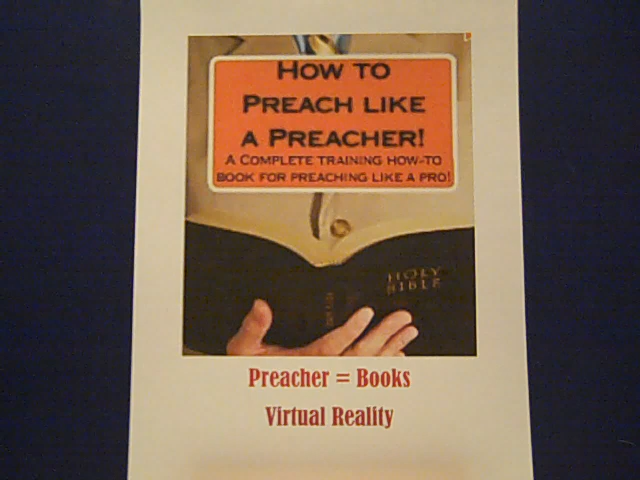 How to
Preach like
a Preacher!
A Complete training how-to
book for preaching like a pro!
HOLY
BIBLE
Preacher = Books
Virtual Reality